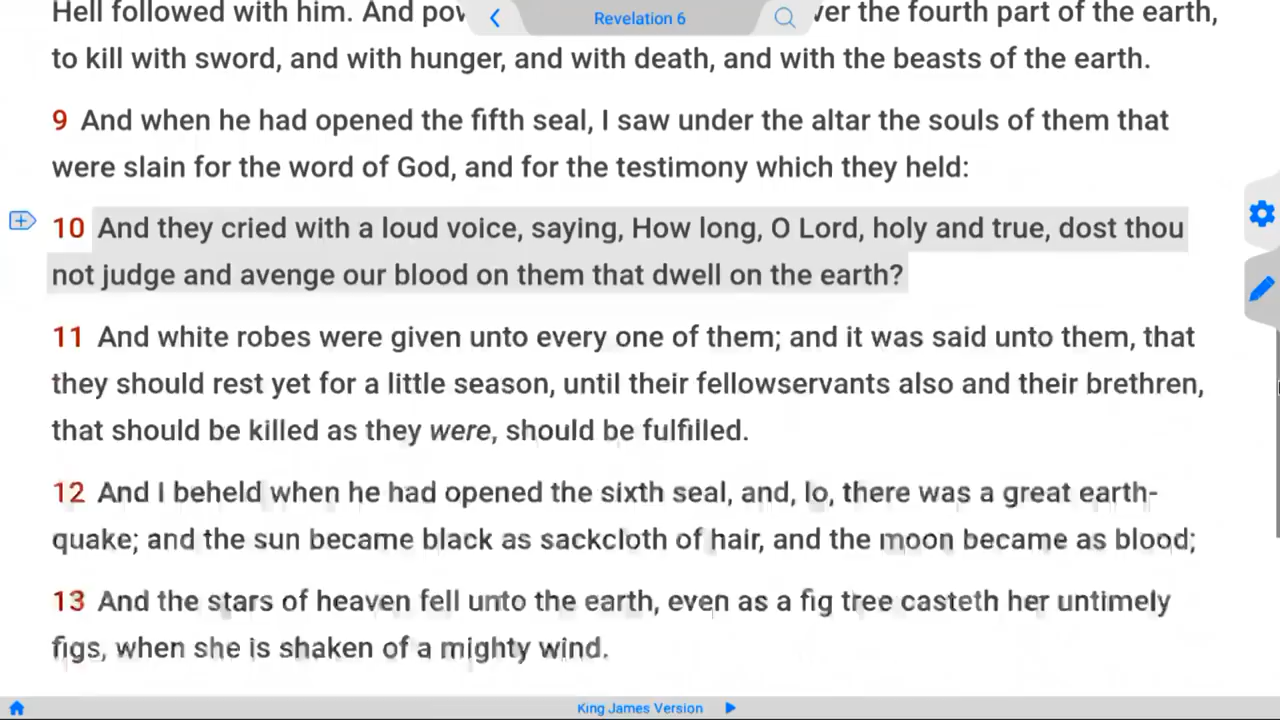 Revelation 6
Hell followed with him. And over the fourth part of the earth,
to kill with sword, and with hunger, and with death, and with the beasts of the earth.
9 And when he had opened the fifth seal, I saw under the altar the souls of them that
were slain for the word of God, and for the testimony which they held:
10 And they cried with a loud voice, saying, How long, O Lord, holy and true, dost thou
not judge and avenge our blood on them that dwell on the earth?
11 And white robes were given unto every one of them; and it was said unto them, that
they should rest yet for a little season, until their fellowservants also and their brethren,
that should be killed as they were, should be fulfilled.
12 And I beheld when he had opened the sixth seal, and, lo, there was a great earth-
quake; and the sun became black as sackcloth of hair, and the moon became as blood;
13 And the stars of heaven fell unto the earth, even as a fig tree casteth her untimely
figs, when she is shaken of a mighty wind.
King James Version